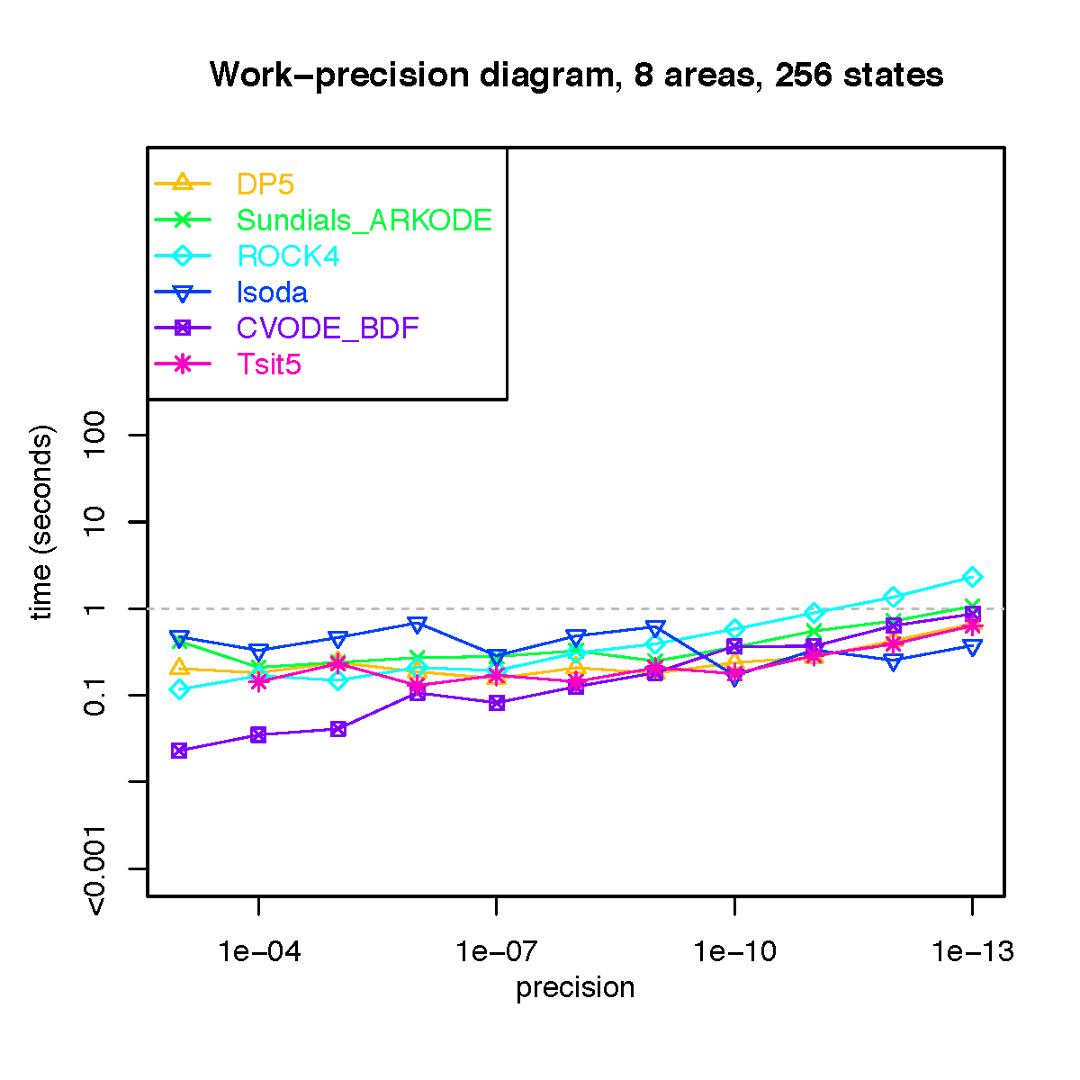 Work−precision diagram, 8 areas, 256 states
DP5
Sundials_ARKODE
ROCK4
lsoda
CVODE_BDF
Tsit5
time (seconds)
100
10
1
0.1
<0.001
1e−04 1e−07 1e−10 1e−13
precision